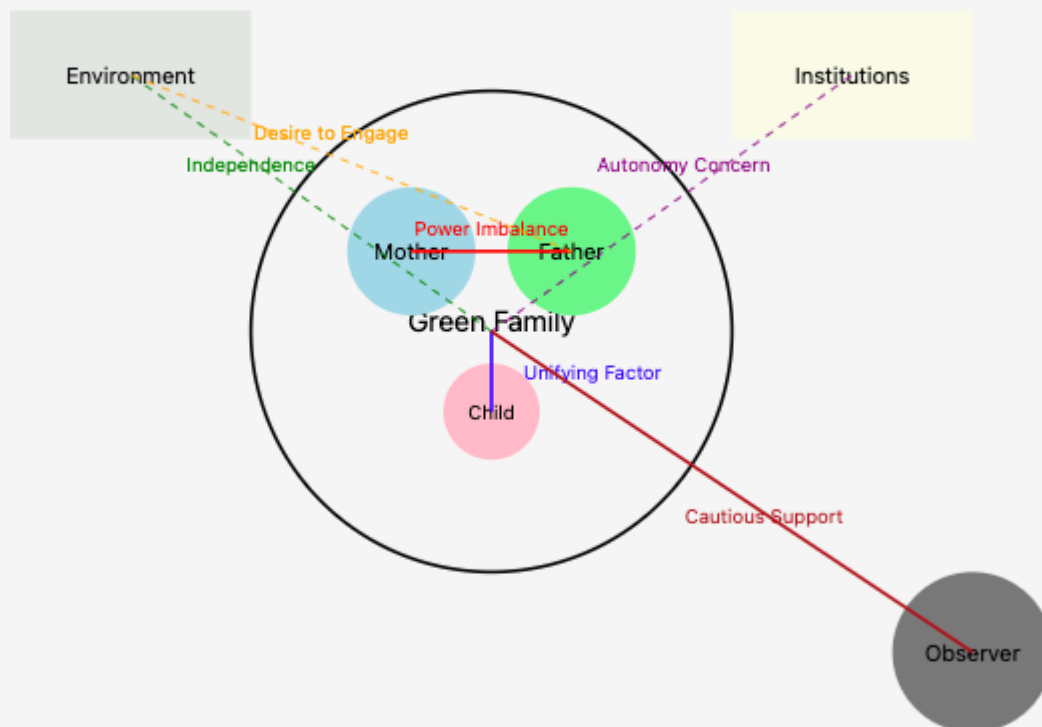 Environment
Institutions
Desire to Engage
Independence
Autonomy Concern
Power Imbalance
Mother
Father
Green Family
Unifying Factor
Child
Cautious Support
Observer